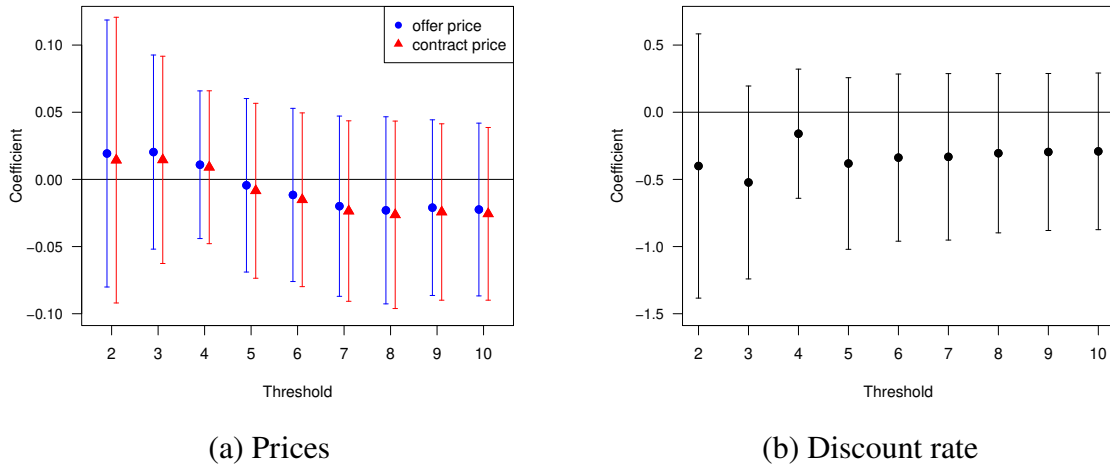 offer price
contract price
0.10
0.05
0.00
−0.05
−0.10
Coefficient
2 3 4 5 6 7 8 9 10
Threshold
(a) Prices
0.5
0.0
−0.5
−1.0
−1.5
Coefficient
2 3 4 5 6 7 8 9 10
Threshold
(b) Discount rate